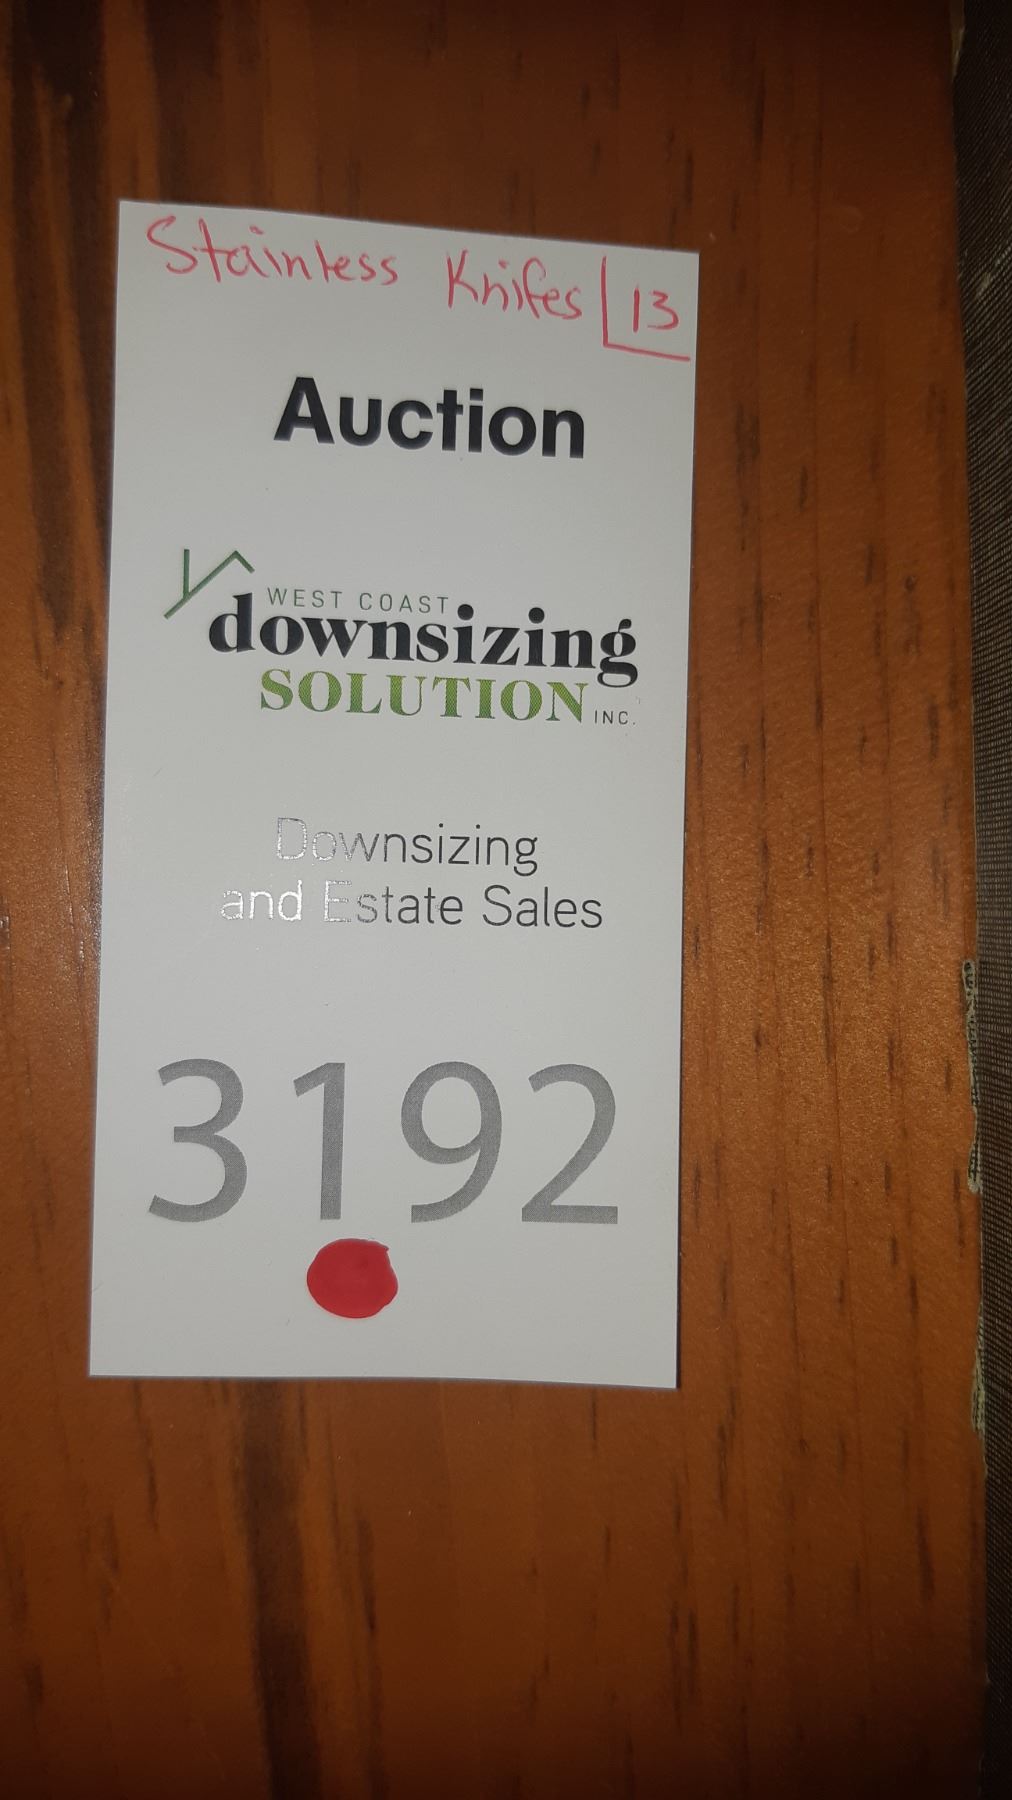 Stainless Knifes 13
Auction
WEST COAST
downsizing
SOLUTION INC.
Downsizing
and Estate Sales
3192